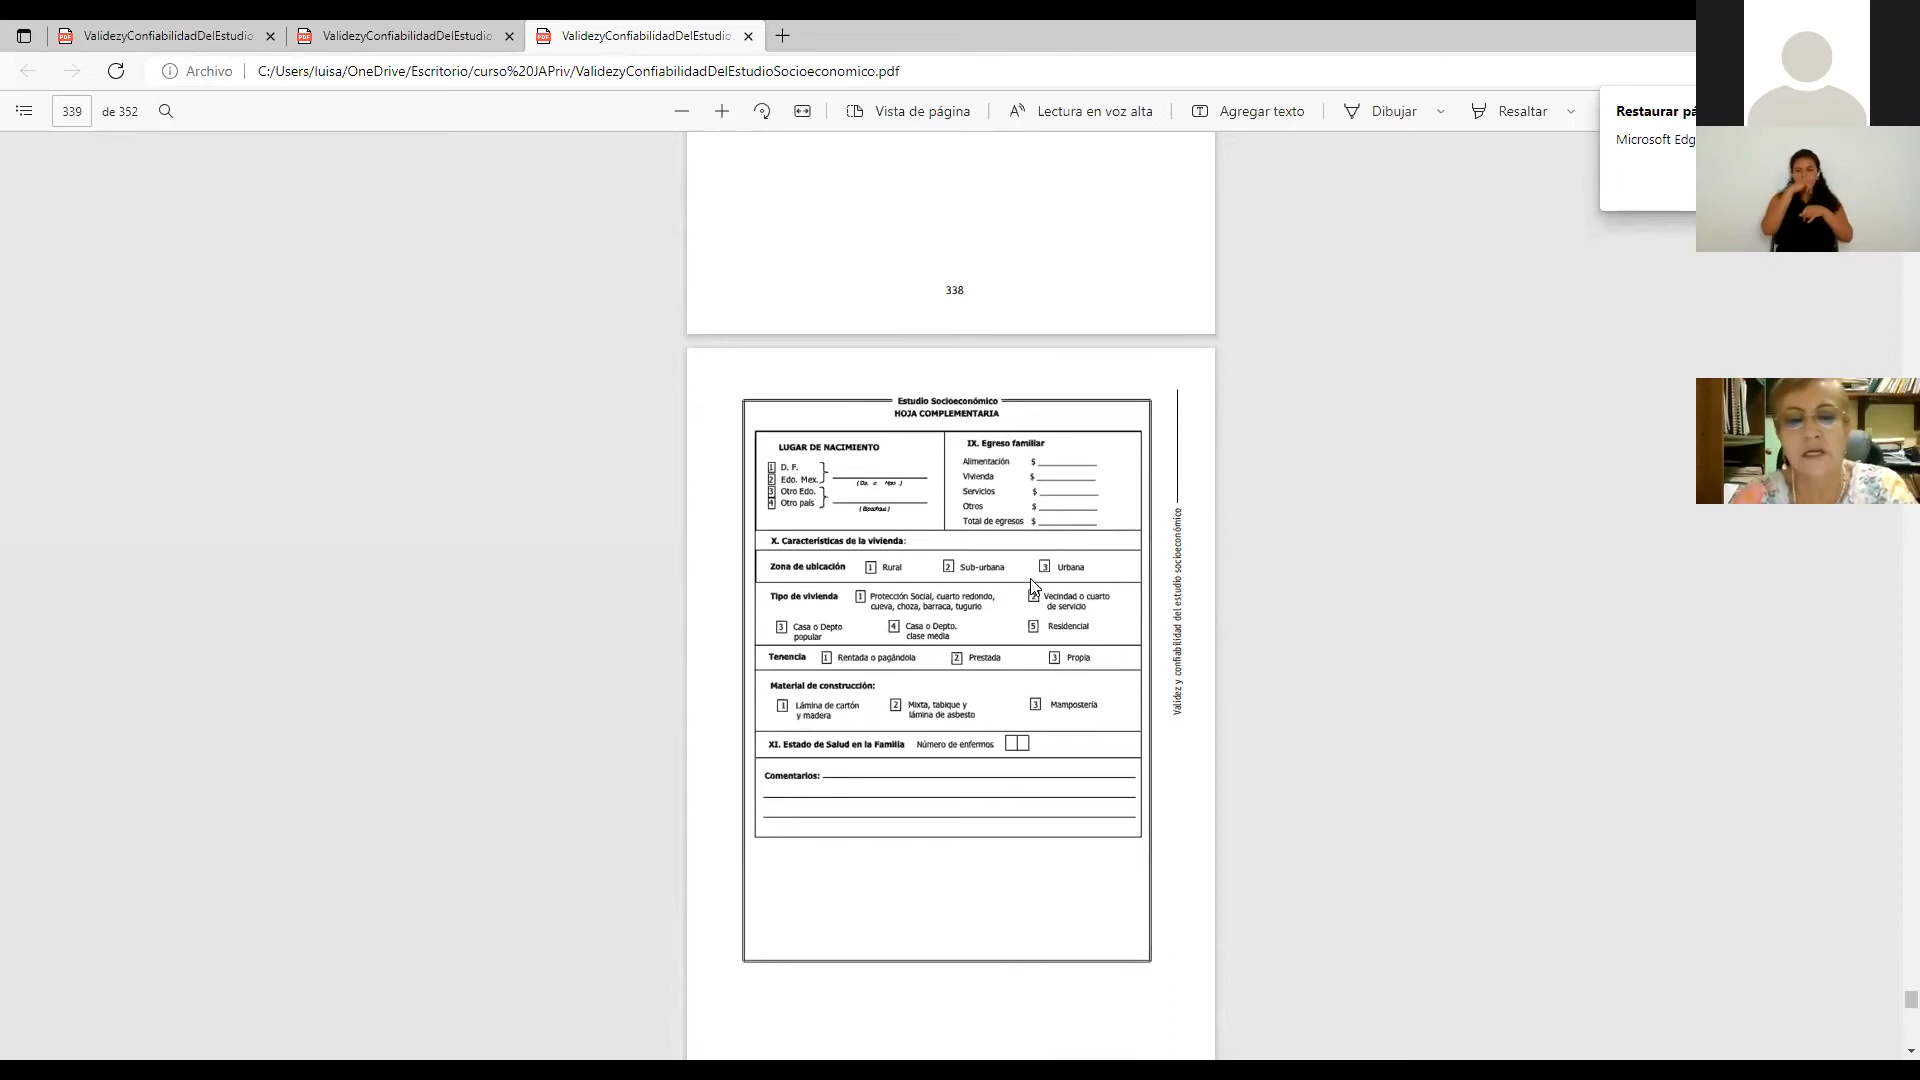 ValidezyConfiabilidadDelEstudio
ValidezyConfiabilidadDelEstudio
ValidezyConfiabilidadDelEstudio
Archivo
C:/Users/luisa/OneDrive/Escritorio/curso%20JAPriv/ValidezyConfiabilidadDelEstudioSocioeconomico.pdf
339 de 352
Vista de página
Lectura en voz alta
Agregar texto
Dibujar
Resaltar
Restaurar pá
Microsoft Edg
338
Estudio Socioeconómico
HOJA COMPLEMENTARIA
LUGAR DE NACIMIENTO
1 D. F.
2 Edo. Mex.
3 Otro Edo.
4 Otro país
IX. Egreso familiar
Alimentación $
Vivienda $
Servicios $
Otros $
Total de egresos $
X. Características de la vivienda:
Zona de ubicación 1 Rural 2 Sub-urbana 3 Urbana
Tipo de vivienda 1 Protección Social, cuarto redondo, cueva, choza, barraca, tugurio 2 Vecindad o cuarto de servicio
3 Casa o Depto popular 4 Casa o Depto. clase media 5 Residencial
Tenencia 1 Rentada o pagándola 2 Prestada 3 Propia
Material de construcción:
1 Lámina de cartón y madera 2 Mixta, tabique y lámina de asbesto 3 Mampostería
XI. Estado de Salud en la Familia Número de enfermos
Comentarios:
Validez y confiabilidad del estudio socioeconómico